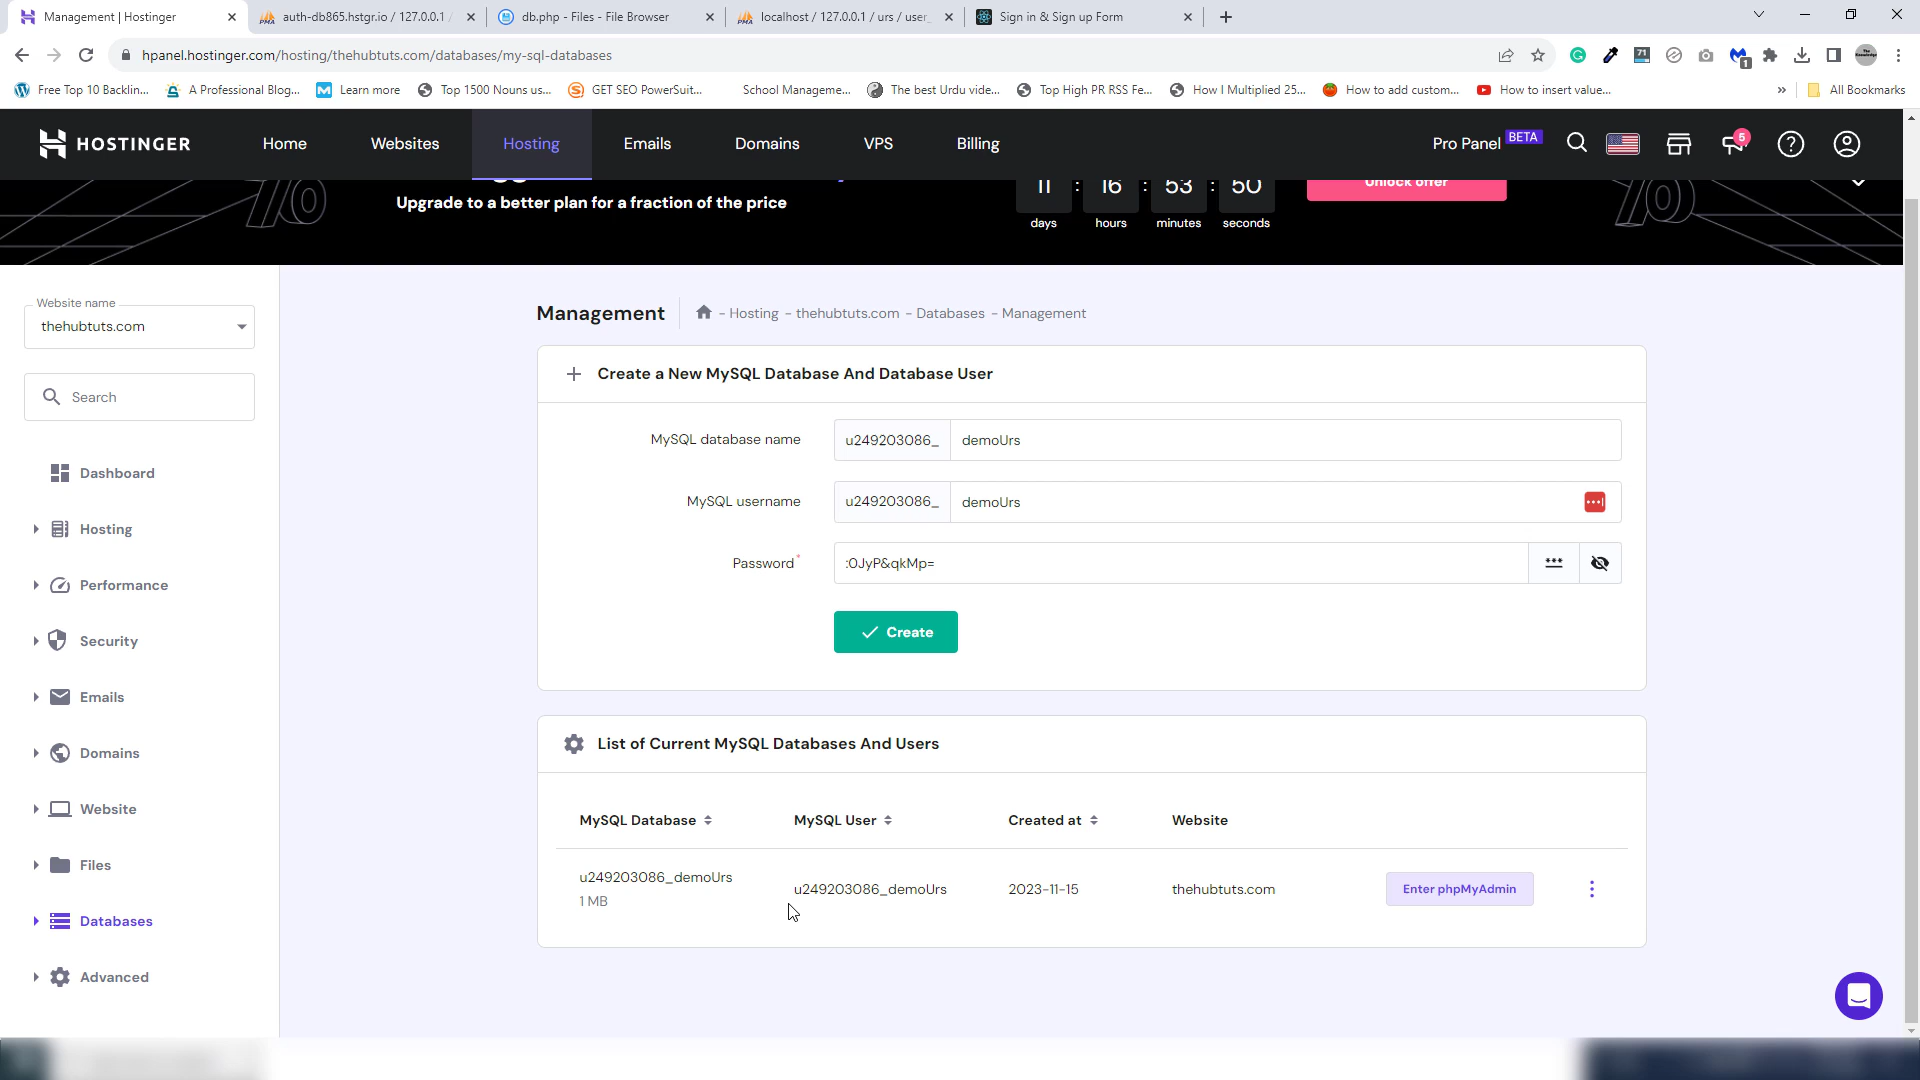 Management | Hostinger
auth-db865.hstgr.io / 127.0.0.1 /
db.php - Files - File Browser
localhost / 127.0.0.1 / urs / user_
Sign in & Sign up Form
hpanel.hostinger.com/hosting/thehubtuts.com/databases/my-sql-databases
71
1
Free Top 10 Backlin...
A Professional Blog...
Learn more
Top 1500 Nouns us...
GET SEO PowerSuit...
School Manageme...
The best Urdu vide...
Top High PR RSS Fe...
How I Multiplied 25...
How to add custom...
How to insert value...
»
All Bookmarks
HOSTINGER
Home
Websites
Hosting
Emails
Domains
VPS
Billing
Pro Panel BETA
5
Upgrade to a better plan for a fraction of the price
11 : 16 : 53 : 50
days hours minutes seconds
Unlock offer
Website name
thehubtuts.com
Search
Dashboard
Hosting
Performance
Security
Emails
Domains
Website
Files
Databases
Advanced
Management
- Hosting - thehubtuts.com - Databases - Management
Create a New MySQL Database And Database User
MySQL database name u249203086_ demoUrs
MySQL username u249203086_ demoUrs
Password* :0JyP&qkMp=
Create
List of Current MySQL Databases And Users
MySQL Database MySQL User Created at Website
u249203086_demoUrs
1 MB
u249203086_demoUrs
2023-11-15
thehubtuts.com
Enter phpMyAdmin